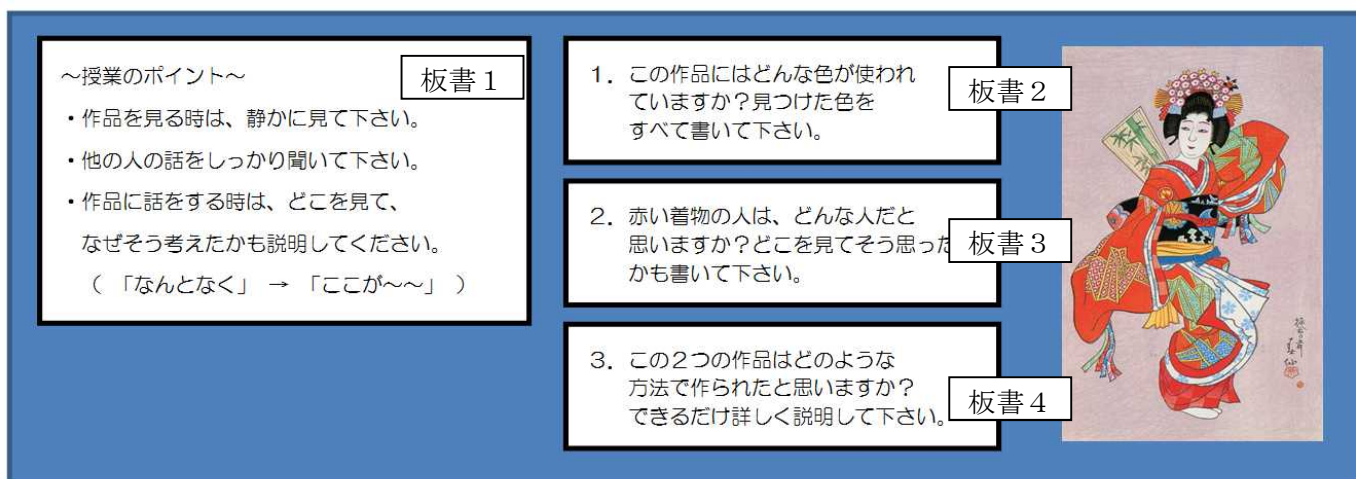 ~授業のポイント~
板書1
・作品を見る時は、静かに見て下さい。
・他の人の話をしっかり聞いて下さい。
・作品に話をする時は、どこを見て、
なぜそう考えたかも説明してください。
( 「なんとなく」 → 「ここが~~」 )
1.この作品にはどんな色が使われ
ていますか?見つけた色を
すべて書いて下さい。
板書2
2.赤い着物の人は、どんな人だと
思いますか?どこを見てそう思った
かも書いて下さい。
板書3
3.この2つの作品はどのような
方法で作られたと思いますか?
できるだけ詳しく説明して下さい。
板書4